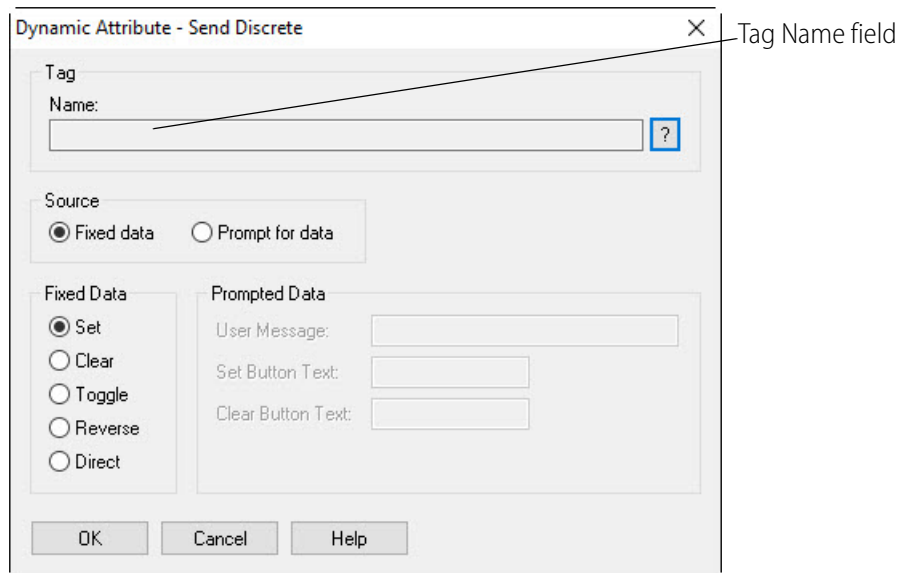 Dynamic Attribute - Send Discrete
Tag Name field
Tag
Name:
?
Source
Fixed data
Prompt for data
Fixed Data
Set
Clear
Toggle
Reverse
Direct
Prompted Data
User Message:
Set Button Text:
Clear Button Text:
OK
Cancel
Help